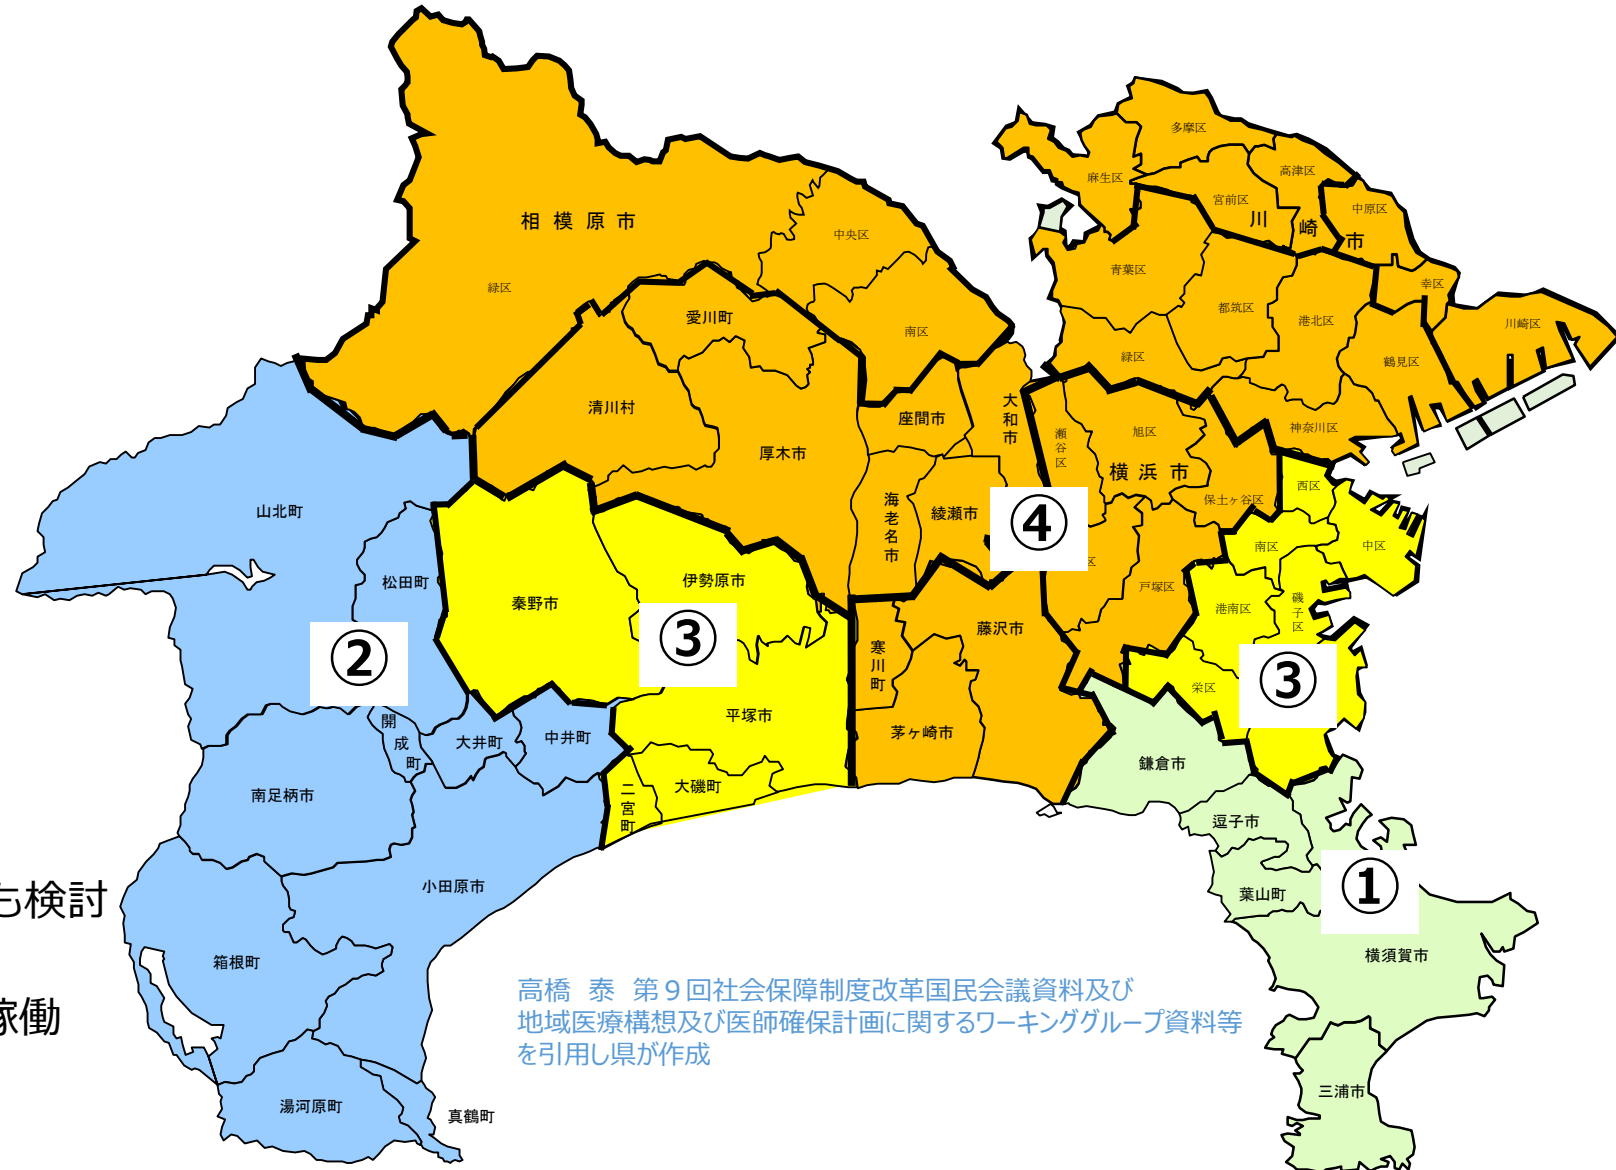 相模原市
緑区
中央区
南区
愛川町
清川村
厚木市
座間市
大和市
海老名市
綾瀬市
多摩区
麻生区
宮前区
高津区
中原区
川崎市
幸区
川崎区
青葉区
都筑区
港北区
鶴見区
緑区
神奈川区
瀬谷区
旭区
横浜市
保土ヶ谷区
④
区
戸塚区
西区
南区
中区
港南区
磯子区
栄区
③
山北町
松田町
秦野市
伊勢原市
③
②
平塚市
開成町
大井町
中井町
二宮町
大磯町
寒川町
藤沢市
茅ヶ崎市
鎌倉市
逗子市
葉山町
①
横須賀市
三浦市
南足柄市
小田原市
箱根町
湯河原町
真鶴町
も検討
稼働
高橋 泰 第9回社会保障制度改革国民会議資料及び
地域医療構想及び医師確保計画に関するワーキンググループ資料等
を引用し県が作成